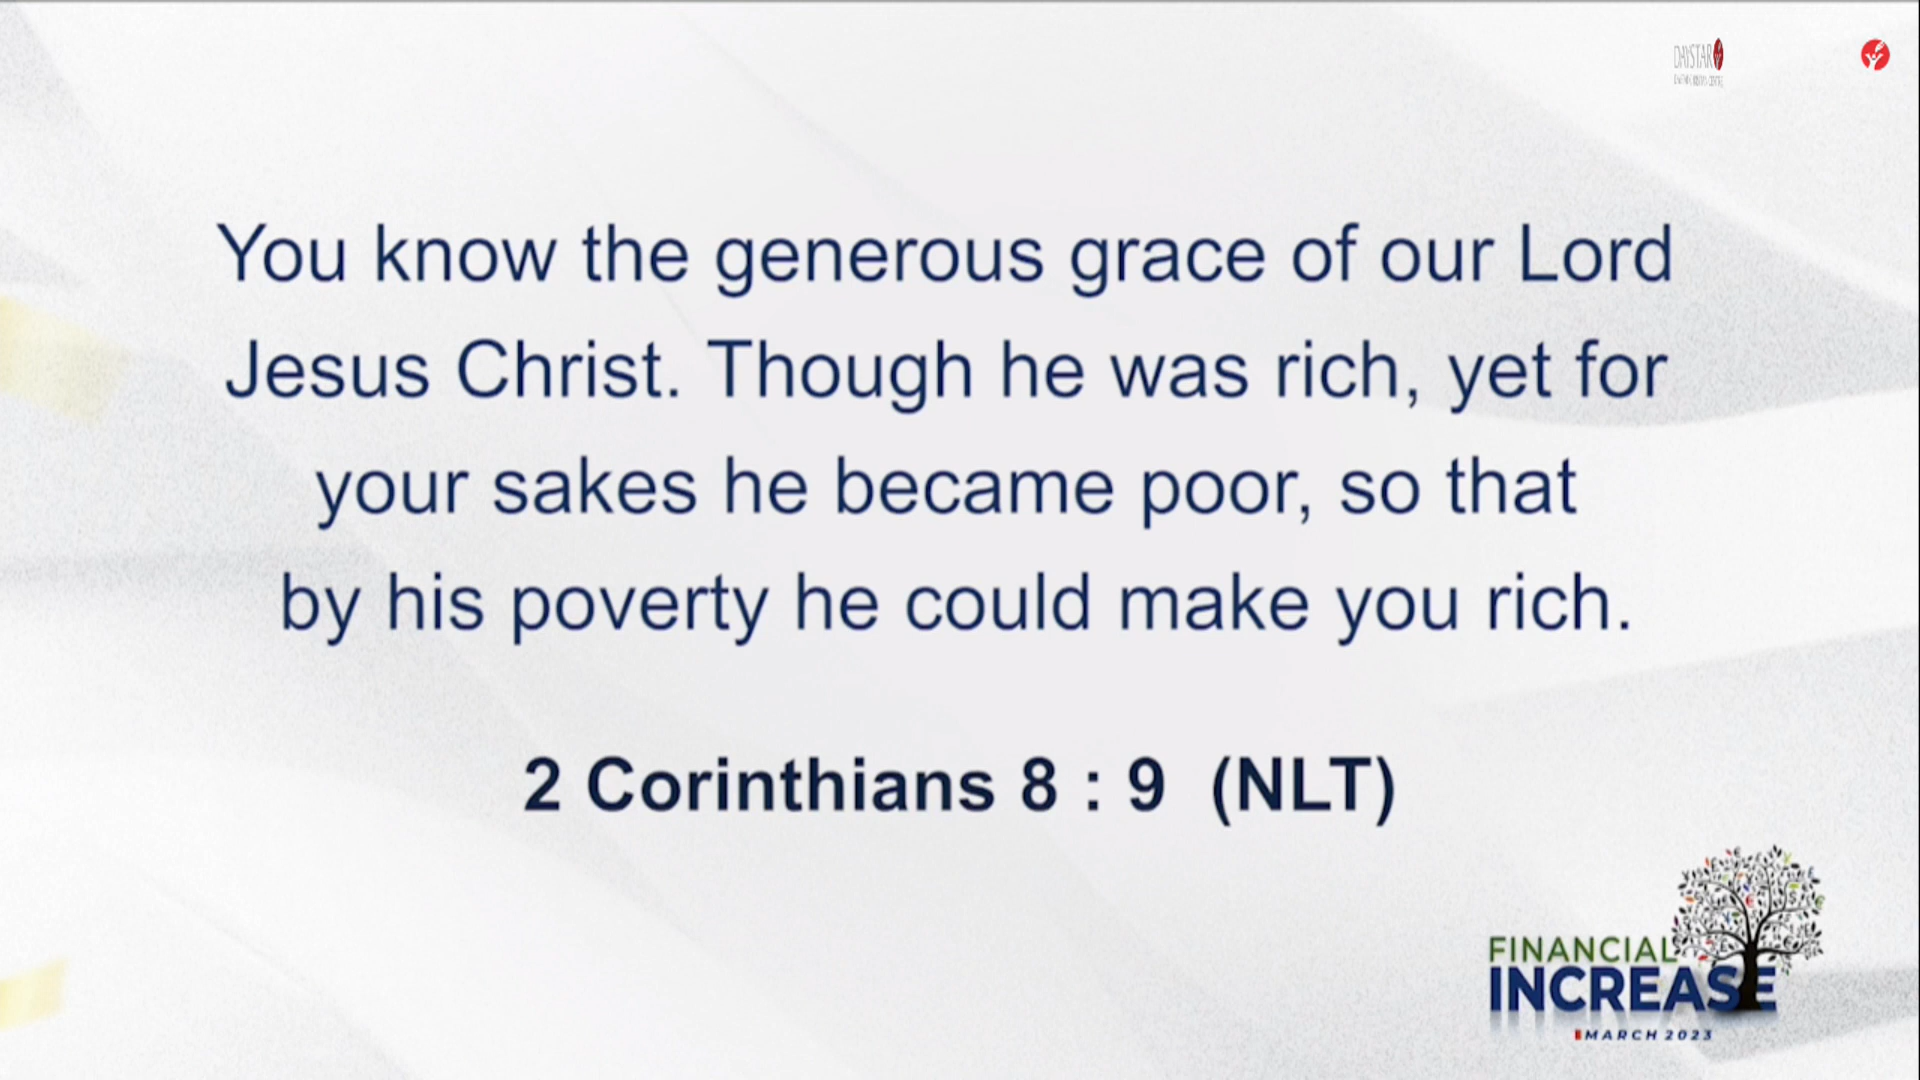 DAYSTAR
You know the generous grace of our Lord
Jesus Christ. Though he was rich, yet for
your sakes he became poor, so that
by his poverty he could make you rich.
2 Corinthians 8 : 9 (NLT)
FINANCIAL
INCREASE
MARCH 2023